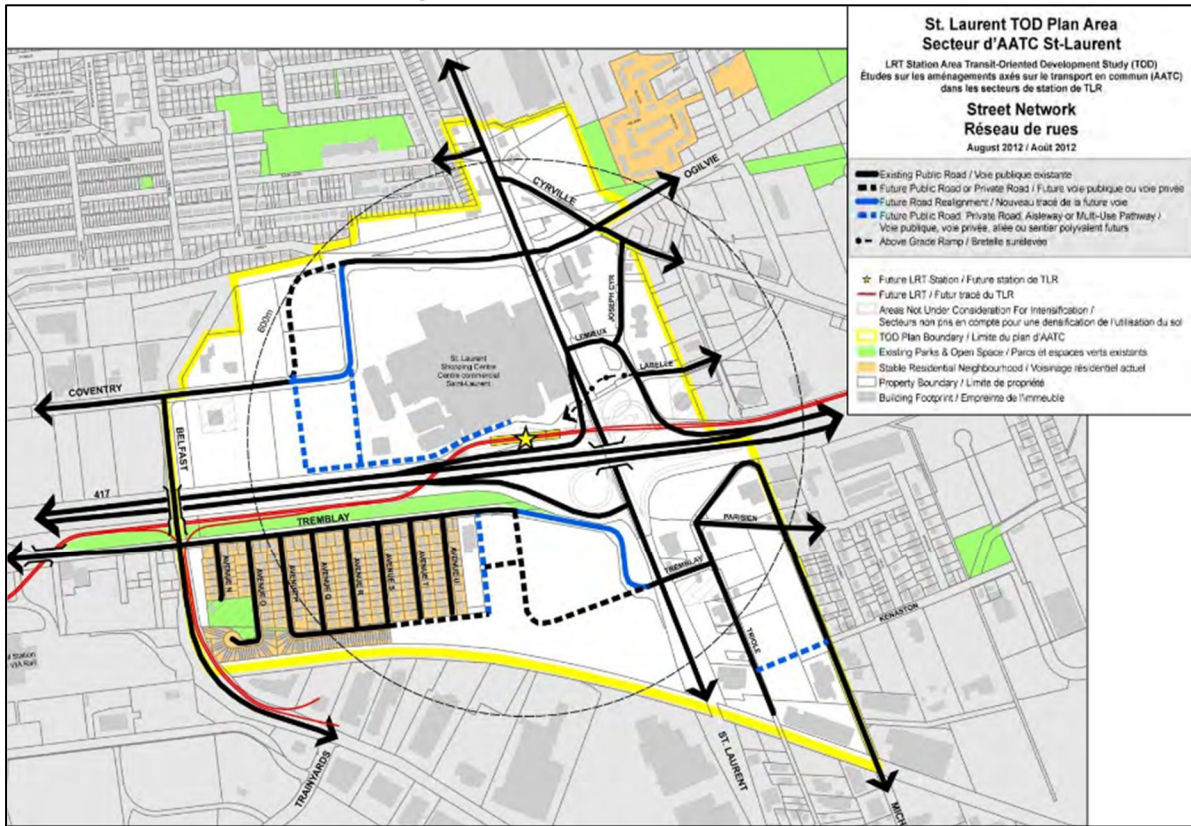 St. Laurent TOD Plan Area
Secteur d'AATC St-Laurent
LRT Station Area Transit-Oriented Development Study (TOD)
Études sur les aménagements axés sur le transport en commun (AATC)
dans les secteurs de station de TLR
Street Network
Réseau de rues
August 2012 / Août 2012
Existing Public Road / Voie publique existante
Future Public Road or Private Road / Future voie publique ou voie privée
Future Road Realignment / Nouveau tracé de la future voie
Future Public Road, Private Road, Aisleway or Multi-Use Pathway /
Voie publique, voie privée, allée ou sentier polyvalent futurs
Above Grade Ramp / Bretelle surélevée
Future LRT Station / Future station de TLR
Future LRT / Futur tracé du TLR
Areas Not Under Consideration For Intensification /
Secteurs non pris en compte pour une densification de l'utilisation du sol
TOD Plan Boundary / Limite du plan d'AATC
Existing Parks & Open Space / Parcs et espaces verts existants
Stable Residential Neighbourhood / Voisinage résidentiel actuel
Property Boundary / Limite de propriété
Building Footprint / Empreinte de l'immeuble
OGILVIE
CYRVILLE
600m
JOSEPH CYR
LEMIEUX
LABELLE
St. Laurent
Shopping Centre
Centre commercial
Saint-Laurent
COVENTRY
BELFAST
417
TREMBLAY
PARISIEN
AVENUE N
AVENUE O
AVENUE P
AVENUE Q
AVENUE R
AVENUE S
AVENUE T
AVENUE U
TREMBLAY
KENASTON
TRIOLE
Station
VIA Rail
TRAINYARDS
ST. LAURENT
MICH